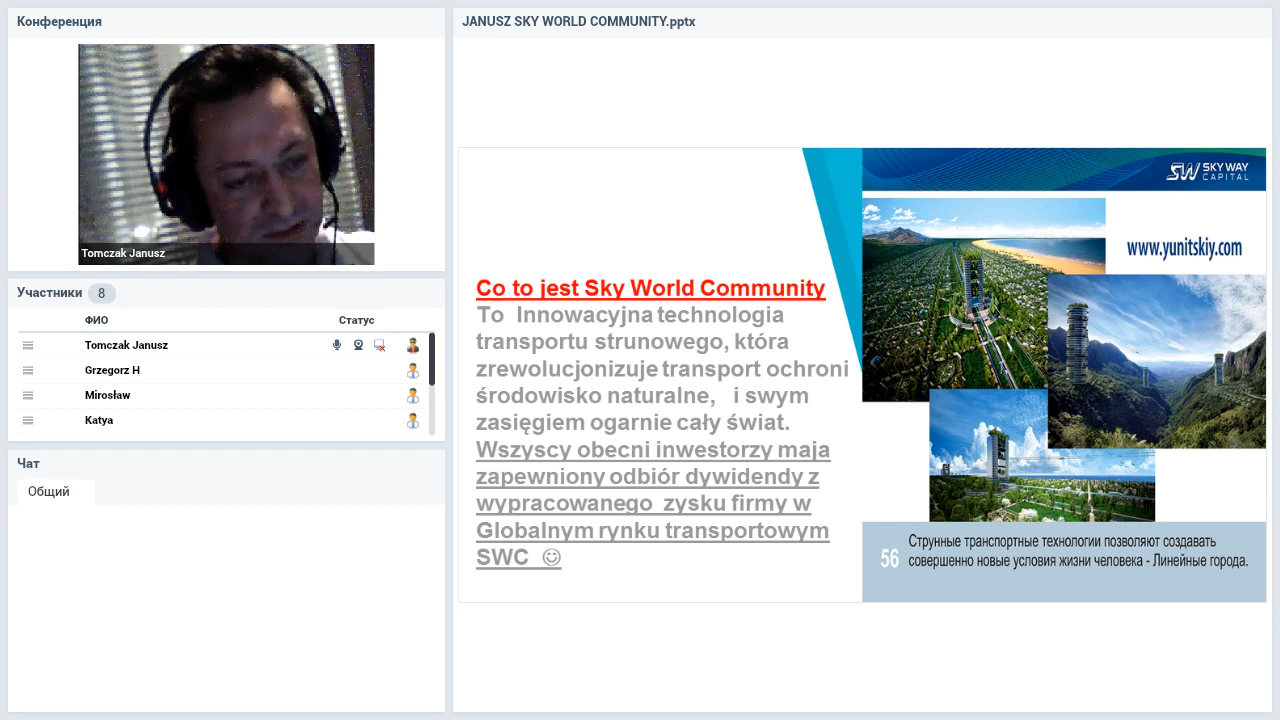 Конференция
Tomczak Janusz
Участники 8
ФИО Статус
Tomczak Janusz
Grzegorz H
Mirosław
Katya
Чат
Общий
JANUSZ SKY WORLD COMMUNITY.pptx
Co to jest Sky World Community
To Innowacyjna technologia
transportu strunowego, która
zrewolucjonizuje transport ochroni
środowisko naturalne, i swym
zasięgiem ogarnie cały świat.
Wszyscy obecni inwestorzy maja
zapewniony odbiór dywidendy z
wypracowanego zysku firmy w
Globalnym rynku transportowym
SWC ☺
SW SKY WAY
CAPITAL
www.yunitskiy.com
56 Струнные транспортные технологии позволяют создавать
совершенно новые условия жизни человека - Линейные города.